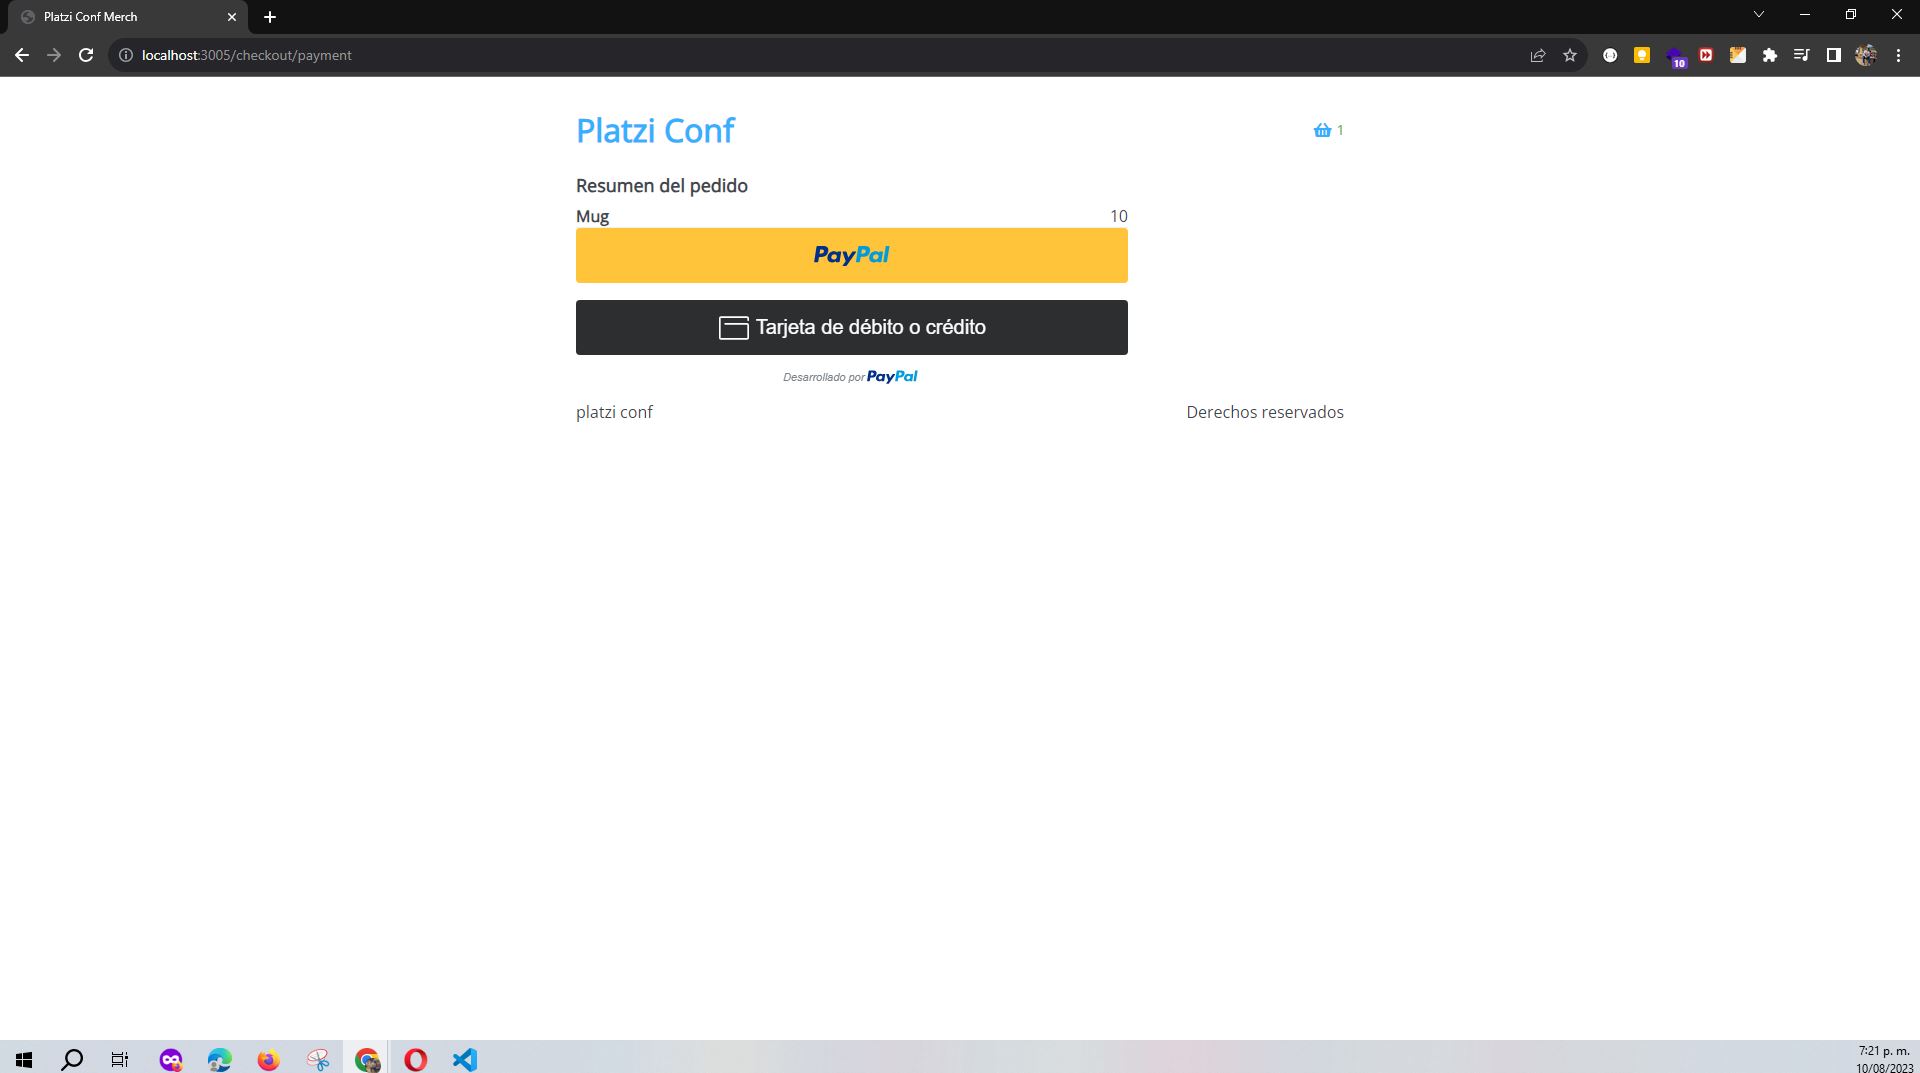 Platzi Conf Merch
localhost:3005/checkout/payment
10
Platzi Conf
1
Resumen del pedido
Mug 10
PayPal
Tarjeta de débito o crédito
Desarrollado por PayPal
platzi conf Derechos reservados
7:21 p. m.
10/08/2023